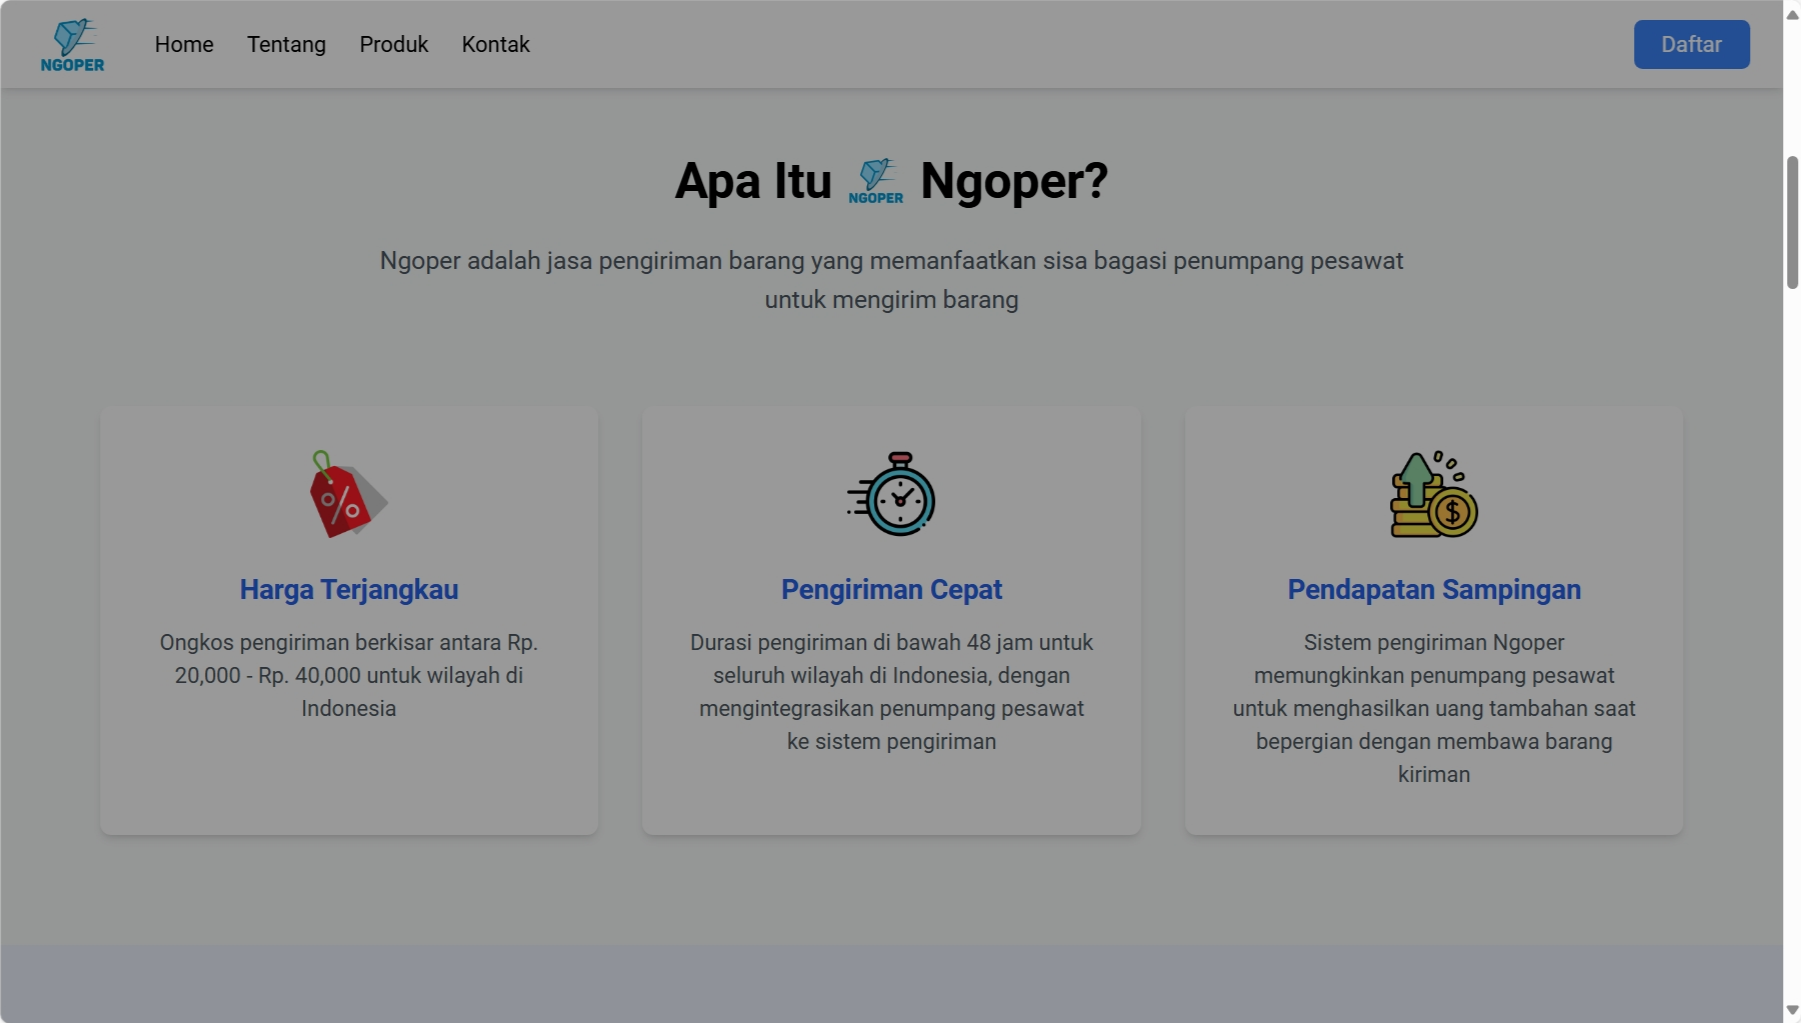 NGOPER
Home
Tentang
Produk
Kontak
Daftar
Apa Itu NGOPER Ngoper?
Ngoper adalah jasa pengiriman barang yang memanfaatkan sisa bagasi penumpang pesawat
untuk mengirim barang
Harga Terjangkau
Ongkos pengiriman berkisar antara Rp.
20,000 - Rp. 40,000 untuk wilayah di
Indonesia
Pengiriman Cepat
Durasi pengiriman di bawah 48 jam untuk
seluruh wilayah di Indonesia, dengan
mengintegrasikan penumpang pesawat
ke sistem pengiriman
Pendapatan Sampingan
Sistem pengiriman Ngoper
memungkinkan penumpang pesawat
untuk menghasilkan uang tambahan saat
bepergian dengan membawa barang
kiriman